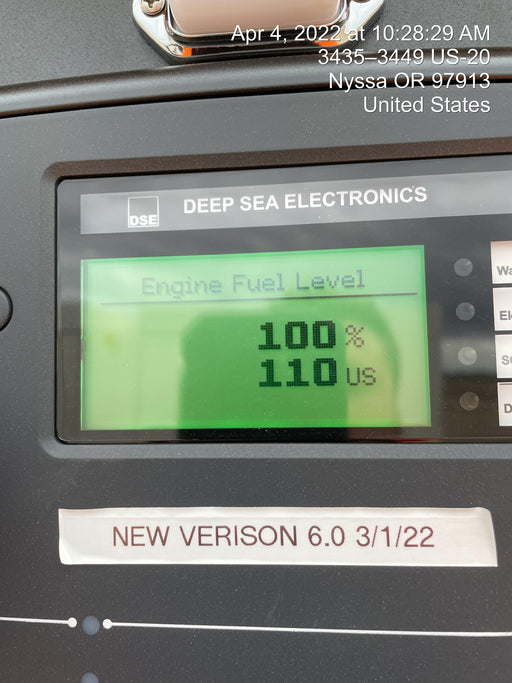 Apr 4, 2022 at 10:28:29 AM
3435–3449 US-20
Nyssa OR 97913
United States
DSE
DEEP SEA ELECTRONICS
Engine Fuel Level
100 %
110 US
NEW VERISON 6.0 3/1/22